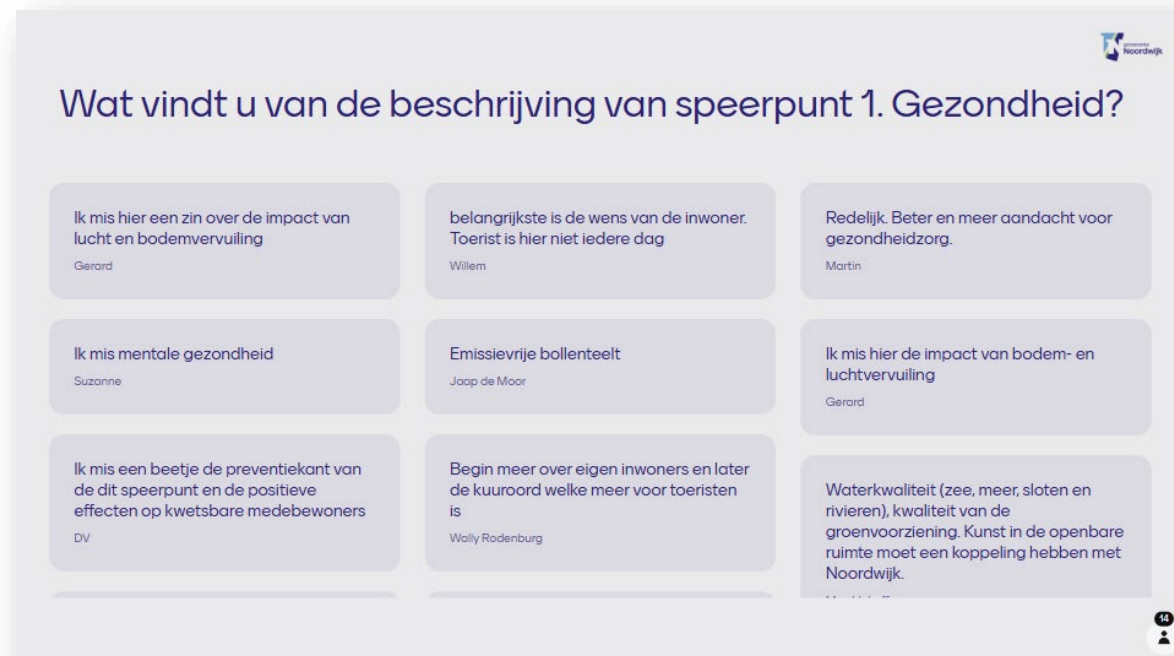 gemeente
Noordwijk
Wat vindt u van de beschrijving van speerpunt 1. Gezondheid?
Ik mis hier een zin over de impact van
lucht en bodemvervuiling
Gerard
Ik mis mentale gezondheid
Suzanne
Ik mis een beetje de preventiekant van
de dit speerpunt en de positieve
effecten op kwetsbare medebewoners
DV
belangrijkste is de wens van de inwoner.
Toerist is hier niet iedere dag
Willem
Emissievrije bollenteelt
Jaap de Moor
Begin meer over eigen inwoners en later
de kuuroord welke meer voor toeristen
is
Wally Rodenburg
Redelijk. Beter en meer aandacht voor
gezondheidzorg.
Martin
Ik mis hier de impact van bodem- en
luchtvervuiling
Gerard
Waterkwaliteit (zee, meer, sloten en
rivieren), kwaliteit van de
groenvoorziening. Kunst in de openbare
ruimte moet een koppeling hebben met
Noordwijk.
14